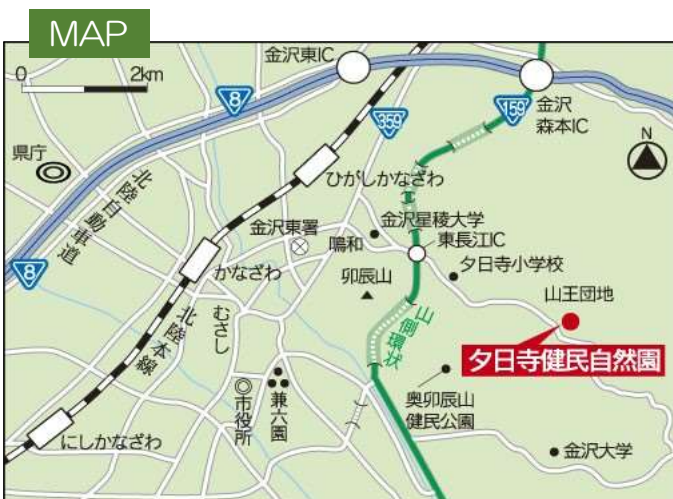 MAP
0 2km
金沢東IC
8
359
159
金沢
森本IC
N
県庁
北陸自動車道
ひがしかなざわ
金沢東署
金沢星稜大学
鳴和
東長江IC
夕日寺小学校
卯辰山
山王団地
8
かなざわ
北陸本線
むさし
山側環状
夕日寺健民自然園
市役所
兼六園
奥卯辰山
健民公園
にしかなざわ
金沢大学